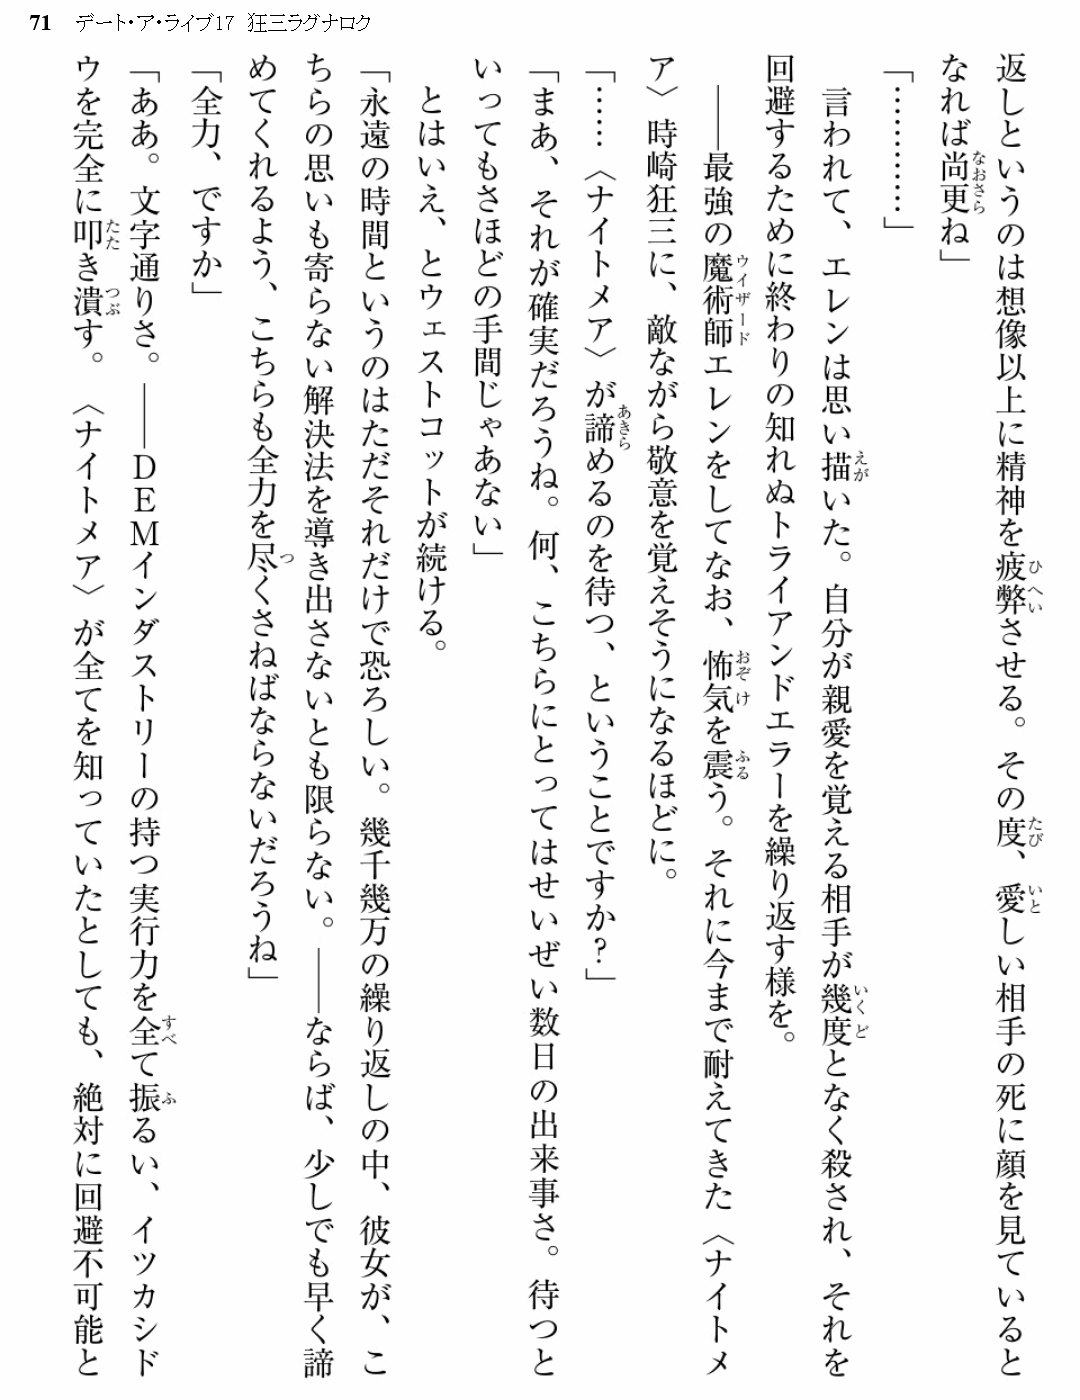 71 デート・ア・ライブ17 狂三ラグナロク
返しというのは想像以上に精神を疲弊させる。その度、愛しい相手の死に顔を見ていると
なれば尚更ね」
「…………」
　言われて、エレンは思い描いた。自分が親愛を覚える相手が幾度となく殺され、それを
回避するために終わりの知れぬトライアンドエラーを繰り返す様を。
　――最強の魔術師エレンをしてなお、怖気を震う。それに今まで耐えてきた〈ナイトメ
ア〉時崎狂三に、敵ながら敬意を覚えそうになるほどに。
「……〈ナイトメア〉が諦めるのを待つ、ということですか？」
「まあ、それが確実だろうね。何、こちらにとってはせいぜい数日の出来事さ。待つと
いってもさほどの手間じゃあない」
　とはいえ、とウェストコットが続ける。
「永遠の時間というのはただそれだけで恐ろしい。幾千幾万の繰り返しの中、彼女が、こ
ちらの思いも寄らない解決法を導き出さないとも限らない。――ならば、少しでも早く諦
めてくれるよう、こちらも全力を尽くさねばならないだろうね」
「全力、ですか」
「ああ。文字通りさ。――ＤＥＭインダストリーの持つ実行力を全て振るい、イツカシド
ウを完全に叩き潰す。〈ナイトメア〉が全てを知っていたとしても、絶対に回避不可能と